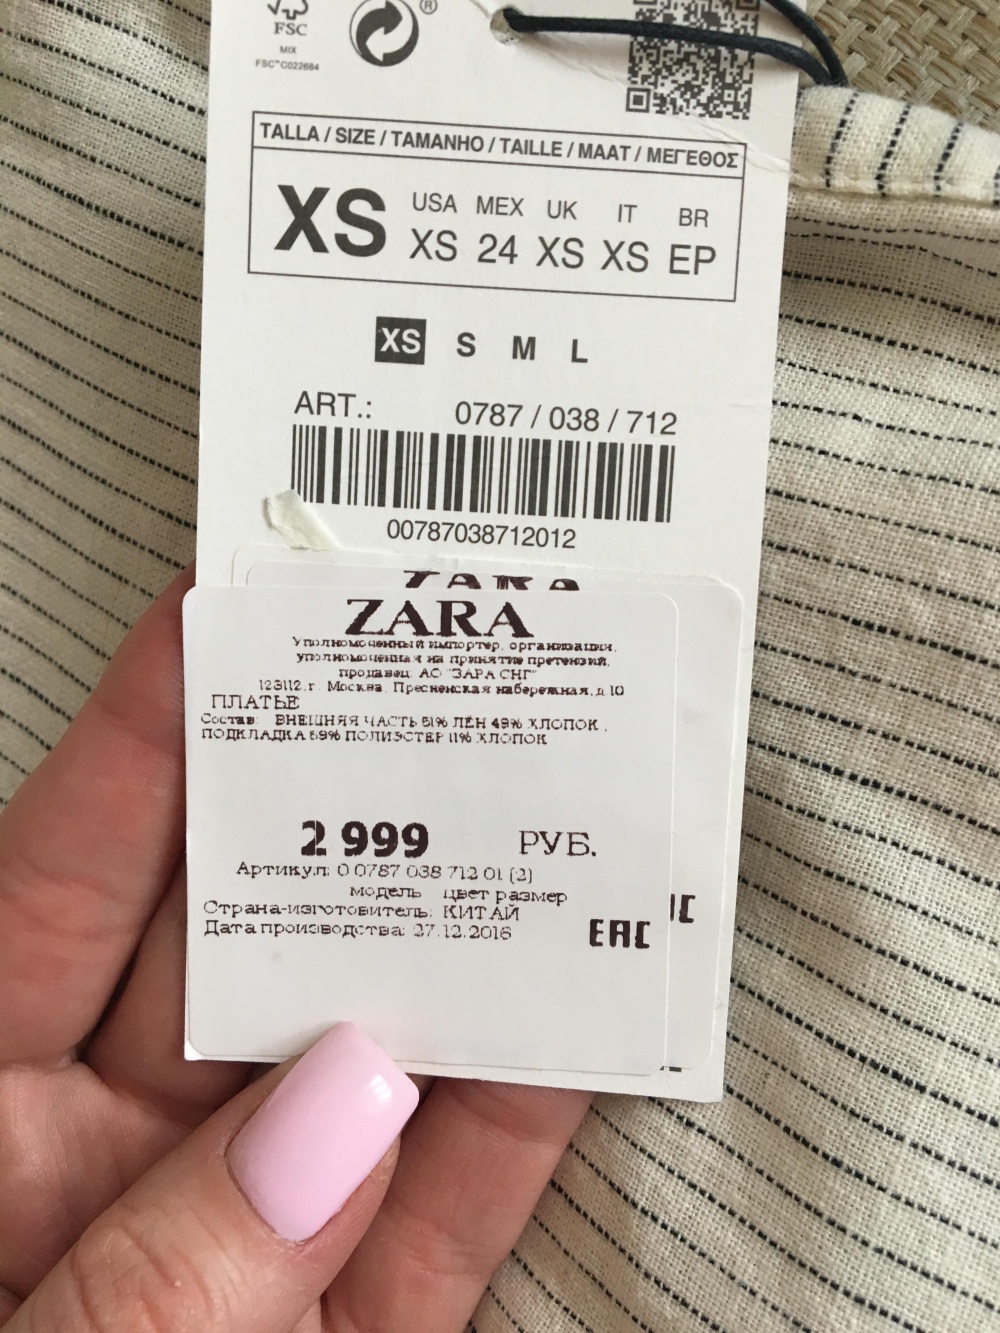 FSC
MIX
FSC™ C022684
®
TALLA / SIZE / TAMANHO / TAILLE / MAAT / ΜΕΓΕΘΟΣ
XS
USA MEX UK IT BR
XS 24 XS XS EP
XS S M L
ART.: 0787 / 038 / 712
00787038712012
ZARA
ZARA
Уполномоченный импортер, организация,
уполномоченная на принятие претензий,
продавец: АО "ЗАРА СНГ"
123112, г. Москва, Пресненская набережная, д 10
ПЛАТЬЕ
Состав: ВНЕШНЯЯ ЧАСТЬ 51% ЛЕН 49% ХЛОПОК ,
ПОДКЛАДКА 89% ПОЛИЭСТЕР 11% ХЛОПОК
2 999 РУБ.
Артикул: 0 0787 038 712 01 (2)
модель цвет размер
Страна-изготовитель: КИТАЙ
Дата производства: 27.12.2016
EAC